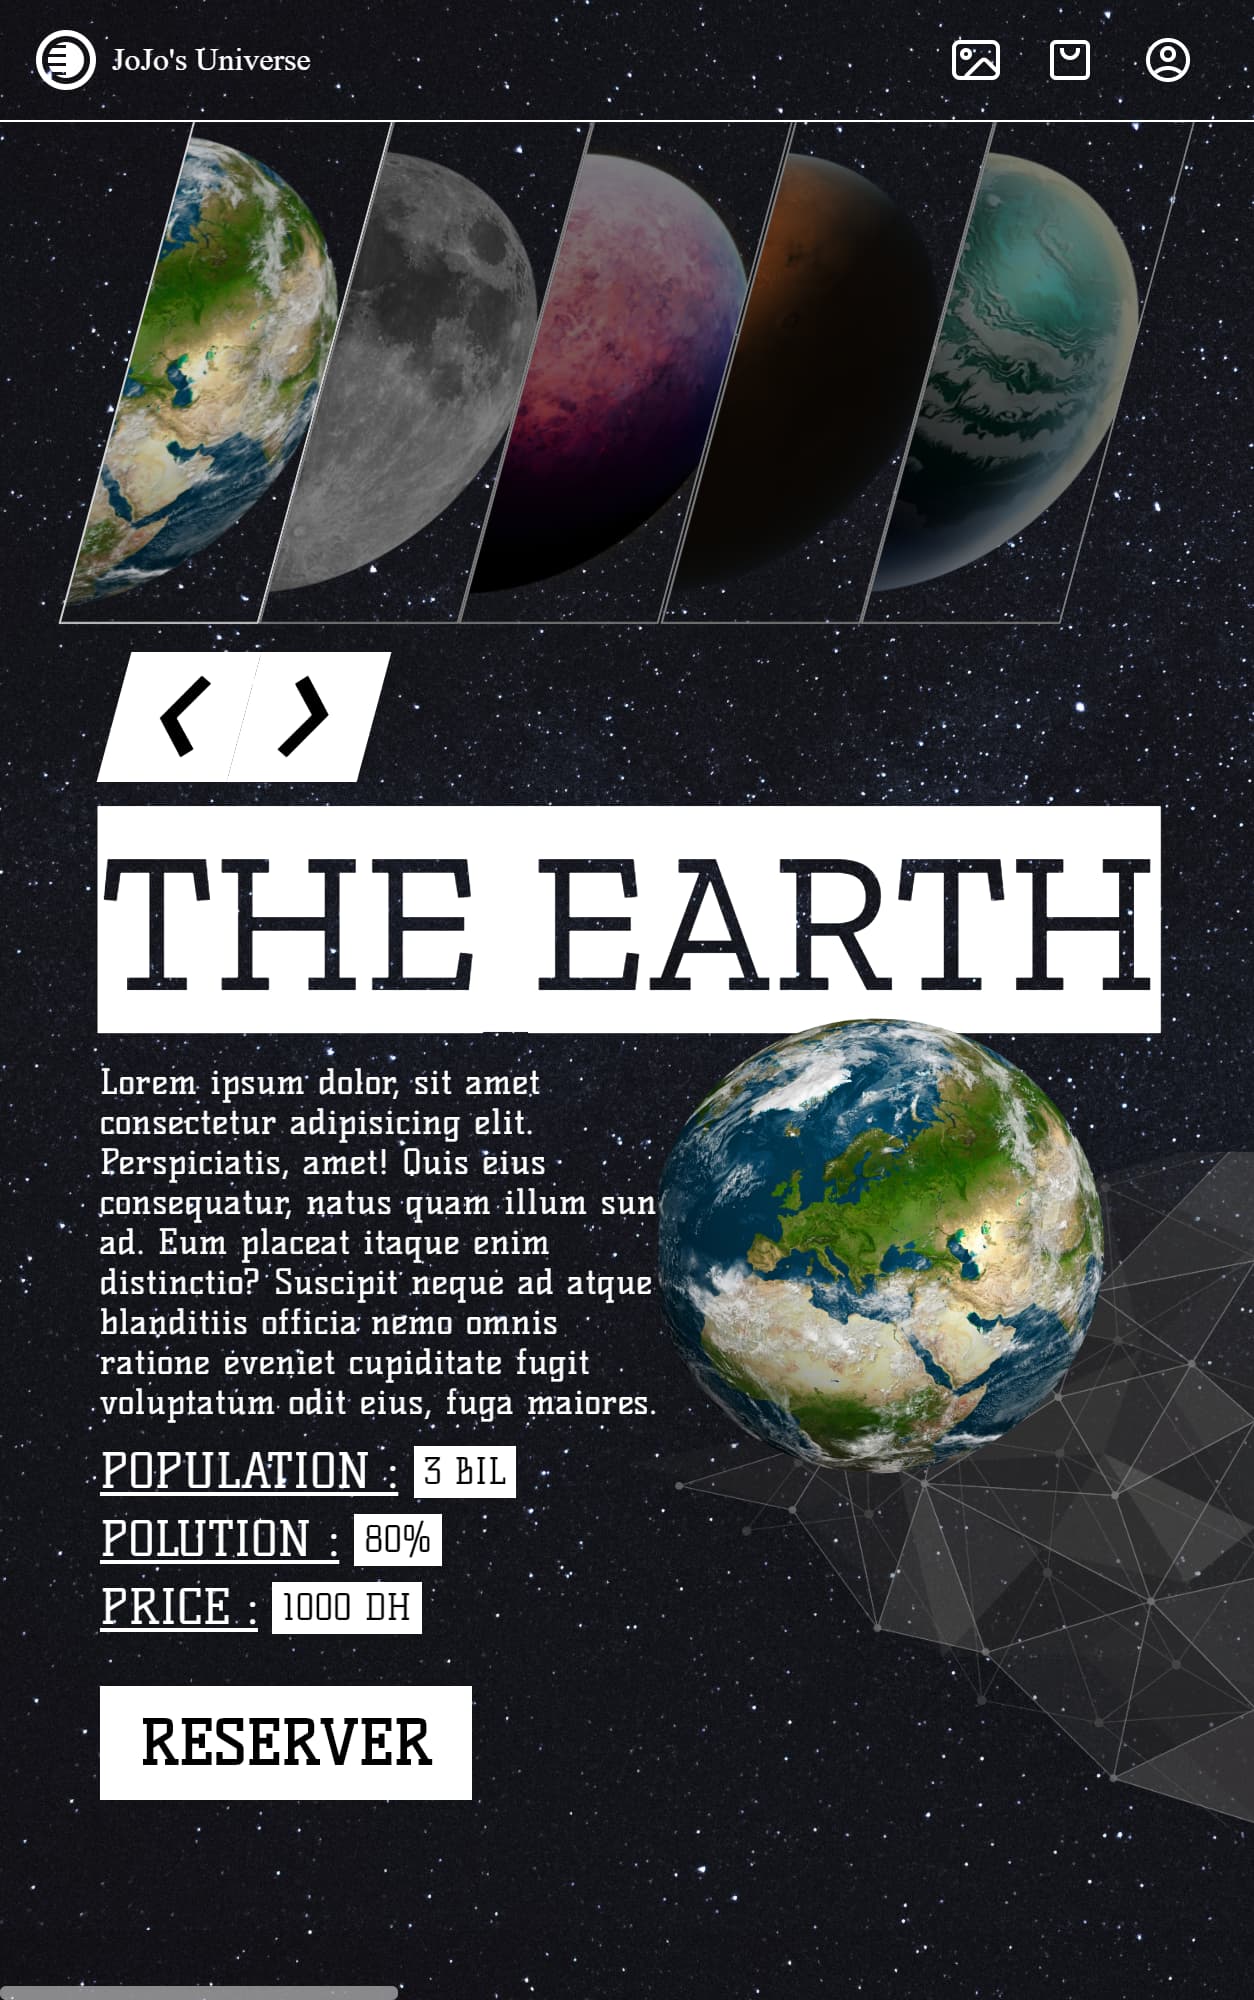 JoJo's Universe
THE EARTH
Lorem ipsum dolor, sit amet
consectetur adipisicing elit.
Perspiciatis, amet! Quis eius
consequatur, natus quam illum sun
ad. Eum placeat itaque enim
distinctio? Suscipit neque ad atque
blanditiis officia nemo omnis
ratione eveniet cupiditate fugit
voluptatum odit eius, fuga maiores.
POPULATION : 3 BIL
POLUTION : 80%
PRICE : 1000 DH
RESERVER